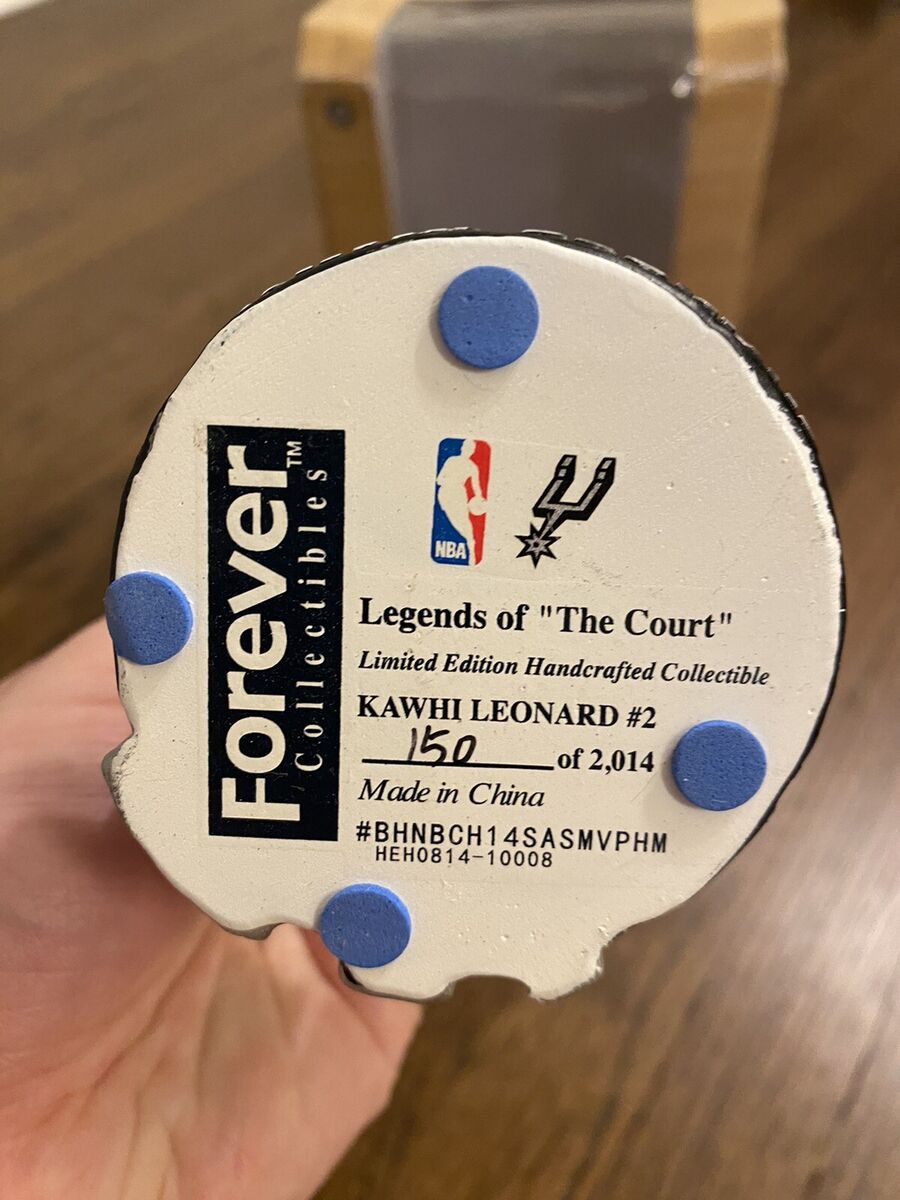 Forever™
Collectibles
NBA
Legends of "The Court"
Limited Edition Handcrafted Collectible
KAWHI LEONARD #2
150 of 2,014
Made in China
#BHNBCH14SASMVPHM
HEH0814-10008